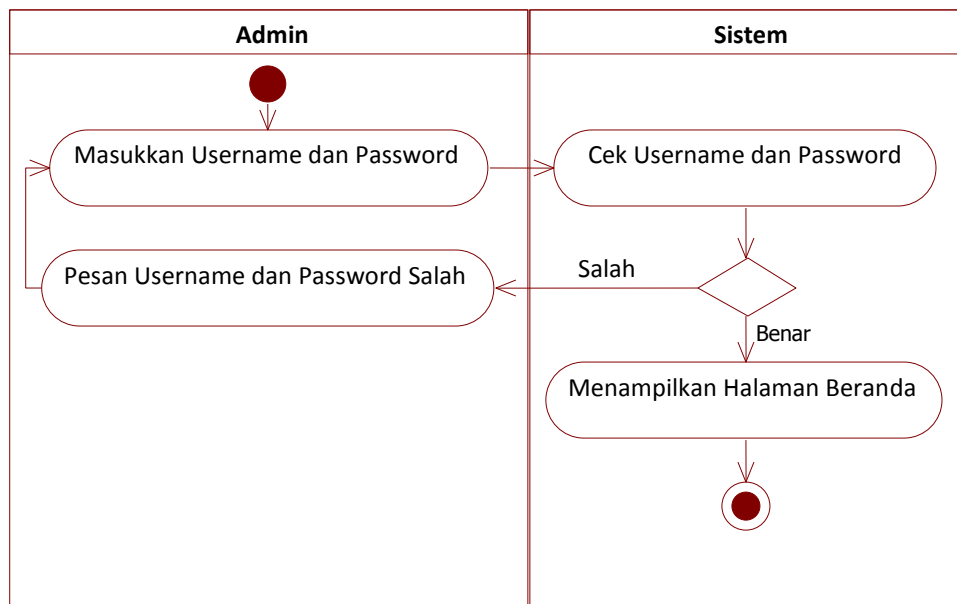 Admin
Sistem
Masukkan Username dan Password
Cek Username dan Password
Pesan Username dan Password Salah
Salah
Benar
Menampilkan Halaman Beranda